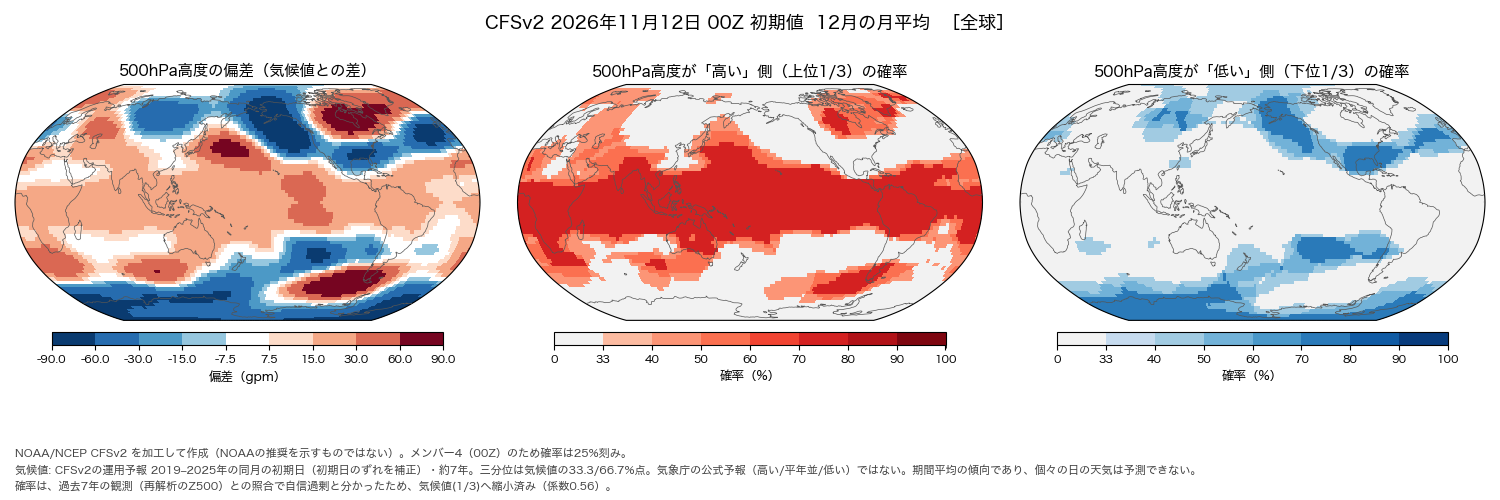 CFSv2 2026年11月12日 00Z 初期値  12月の月平均  ［全球］
500hPa高度の偏差（気候値との差）
500hPa高度が「高い」側（上位1/3）の確率
500hPa高度が「低い」側（下位1/3）の確率
-90.0 -60.0 -30.0 -15.0 -7.5 7.5 15.0 30.0 60.0 90.0
偏差（gpm）
0 33 40 50 60 70 80 90 100
確率（%）
0 33 40 50 60 70 80 90 100
確率（%）
NOAA/NCEP CFSv2 を加工して作成（NOAAの推奨を示すものではない）。メンバー4（00Z）のため確率は25%刻み。
気候値: CFSv2の運用予報 2019–2025年の同月の初期日（初期日のずれを補正）・約7年。三分位は気候値の33.3/66.7%点。気象庁の公式予報（高い/平年並/低い）ではない。期間平均の傾向であり、個々の日の天気は予測できない。
確率は、過去7年の観測（再解析のZ500）との照合で自信過剰と分かったため、気候値(1/3)へ縮小済み（係数0.56）。